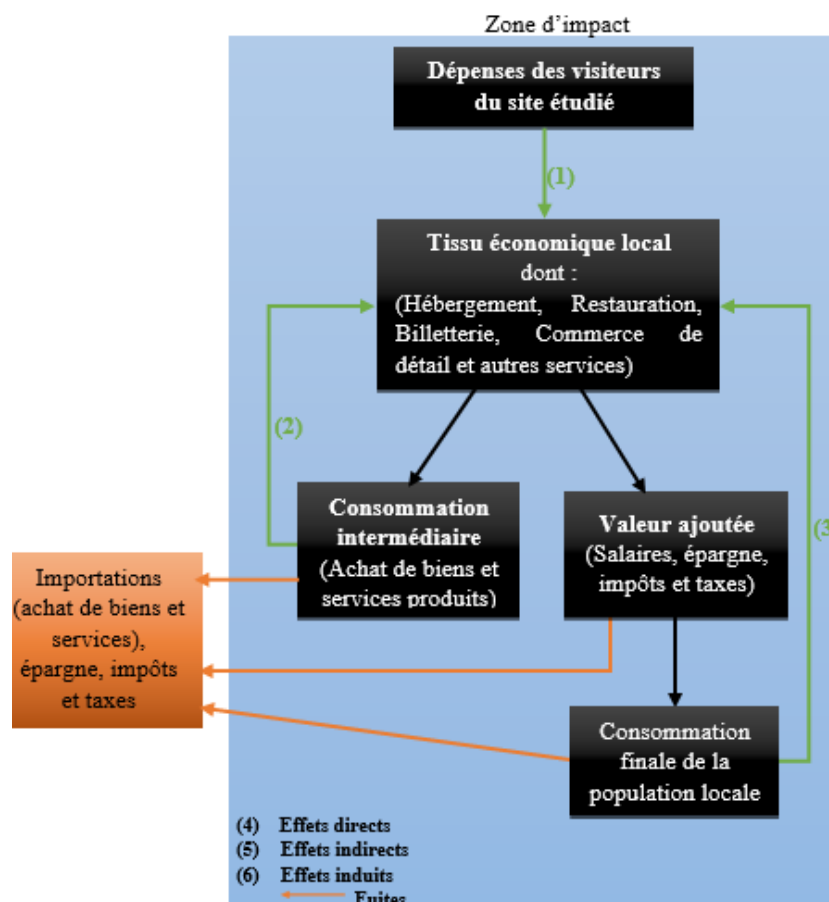 Zone d'impact
Dépenses des visiteurs
du site étudié
(1)
Tissu économique local
dont :
(Hébergement, Restauration,
Billetterie, Commerce de
détail et autres services)
(2)
(3
Consommation
intermédiaire
(Achat de biens et
services produits)
Valeur ajoutée
(Salaires, épargne,
impôts et taxes)
Importations
(achat de biens et
services),
épargne, impôts
et taxes
Consommation
finale de la
population locale
(4) Effets directs
(5) Effets indirects
(6) Effets induits
Fuites